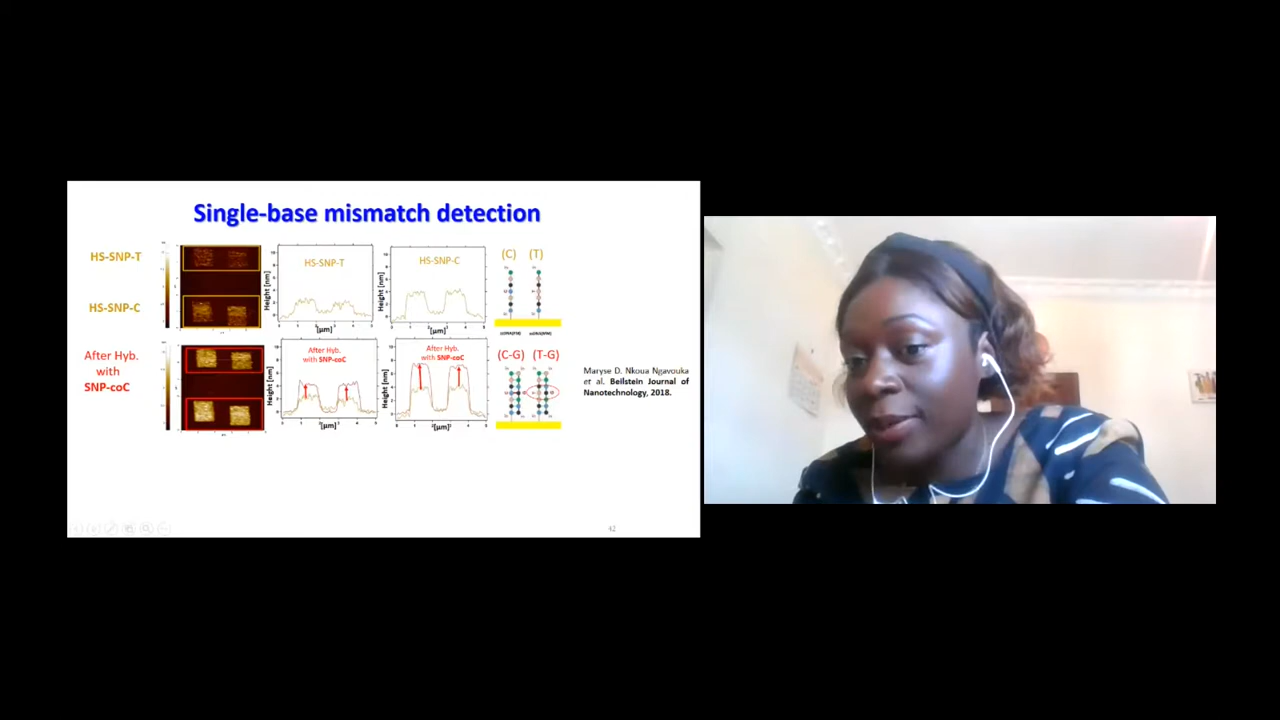 Single-base mismatch detection
HS-SNP-T
HS-SNP-C
After Hyb.
with
SNP-coC
Height [nm]
HS-SNP-T
[µm]
Height [nm]
HS-SNP-C
[µm]
(C) (T)
Height [nm]
After Hyb.
with SNP-coC
[µm]
Height [nm]
After Hyb.
with SNP-coC
[µm]
(C-G) (T-G)
Maryse D. Nkoua Ngavouka
et al. Beilstein Journal of
Nanotechnology, 2018.
42